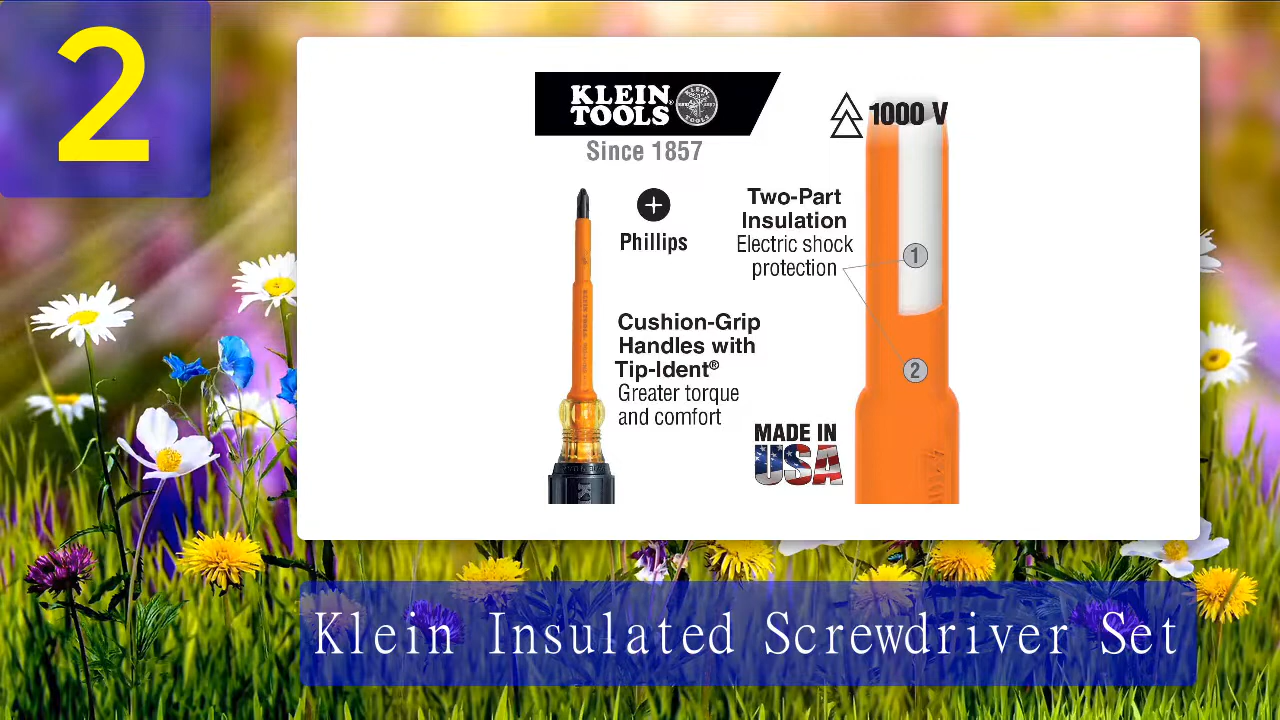 2
KLEIN
TOOLS®
Since 1857
1000 V
Phillips
Two-Part
Insulation
Electric shock
protection
1
2
Cushion-Grip
Handles with
Tip-Ident®
Greater torque
and comfort
MADE IN
USA
Klein Insulated Screwdriver Set